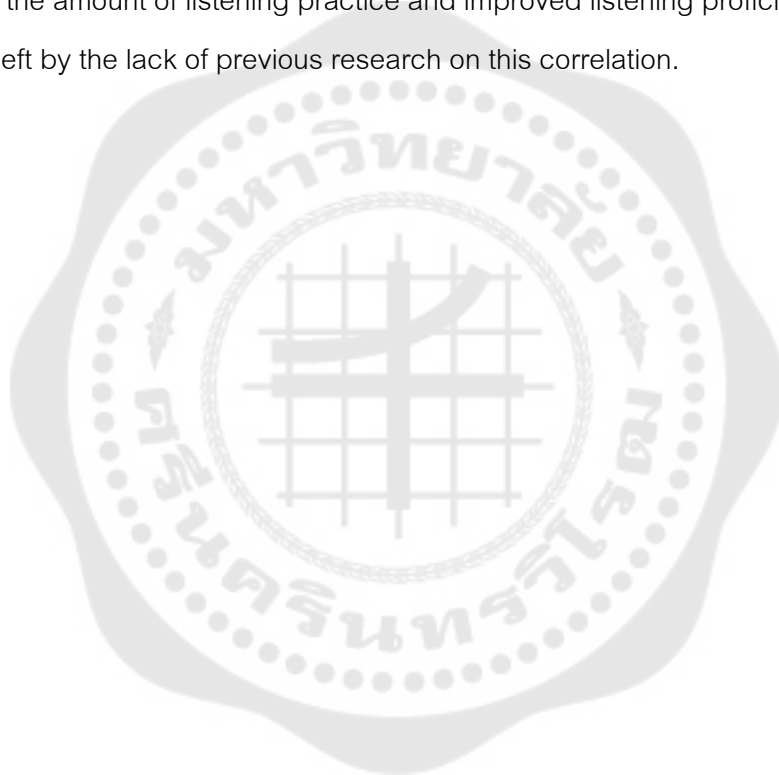 the amount of listening practice and improved listening profic
eft by the lack of previous research on this correlation.
มหาวิทยาลัย
ศรีนครินทรวิโรฒ